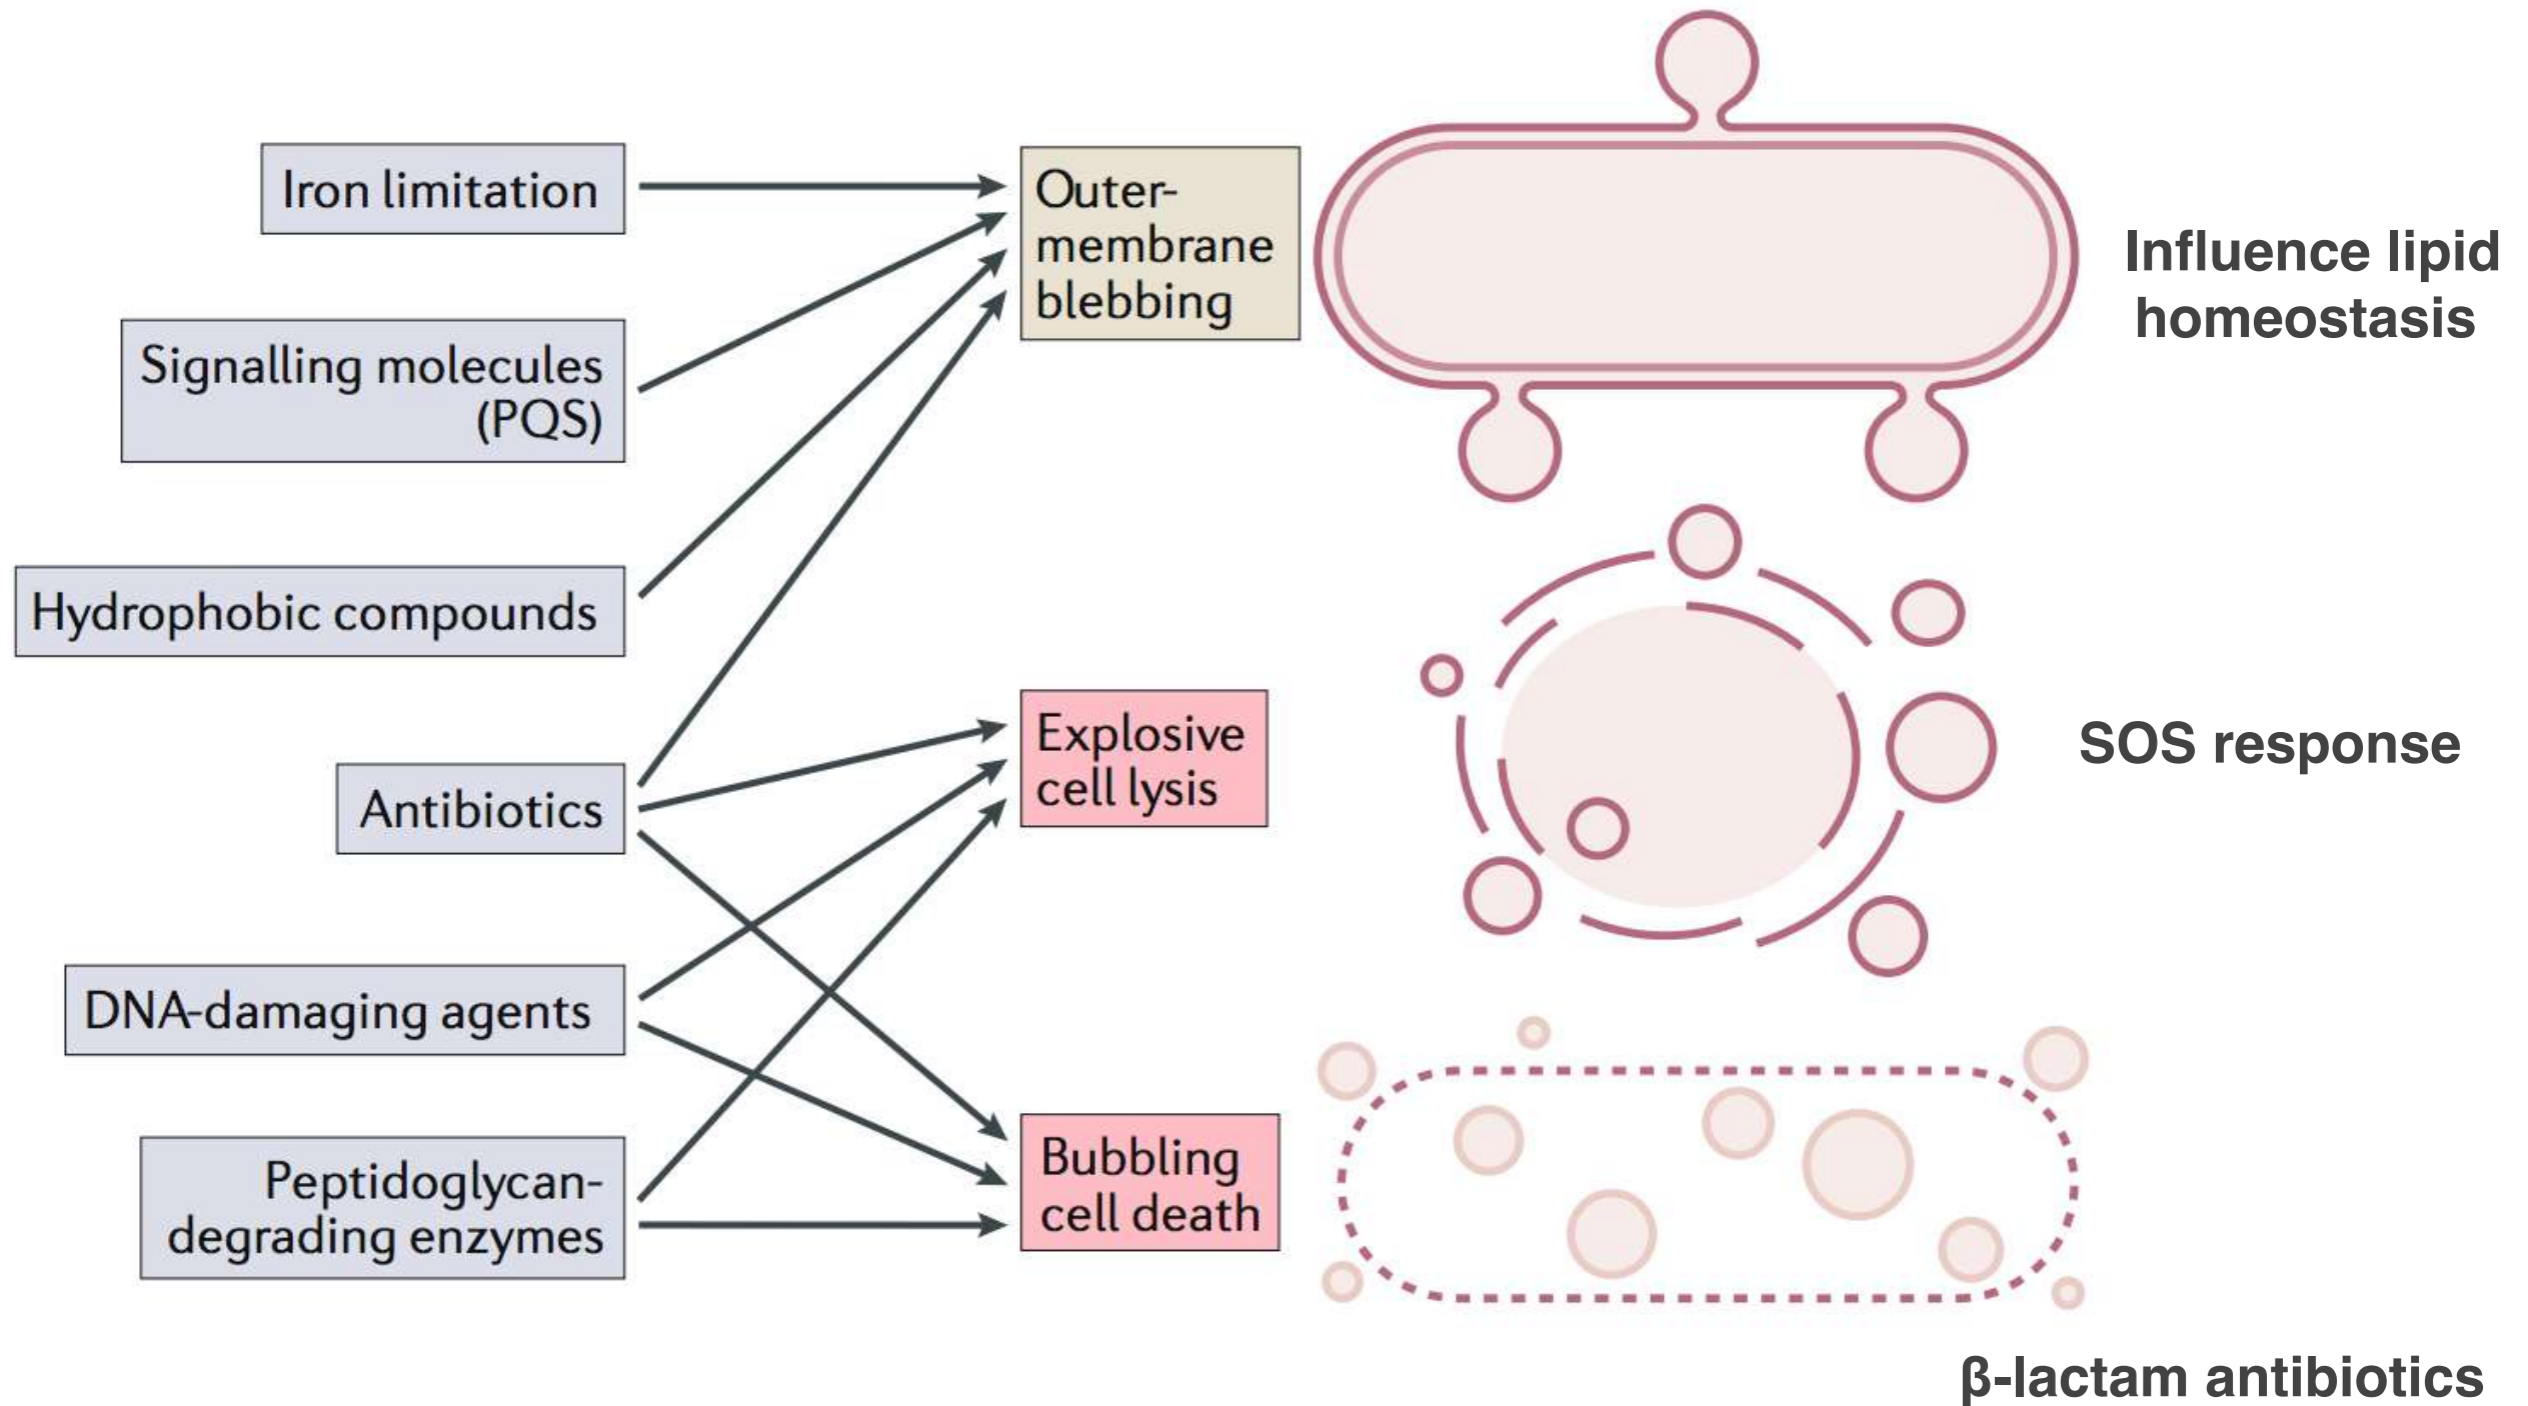 Iron limitation
Signalling molecules
(PQS)
Hydrophobic compounds
Antibiotics
DNA-damaging agents
Peptidoglycan-
degrading enzymes
Outer-
membrane
blebbing
Explosive
cell lysis
Bubbling
cell death
Influence lipid
homeostasis
SOS response
β-lactam antibiotics